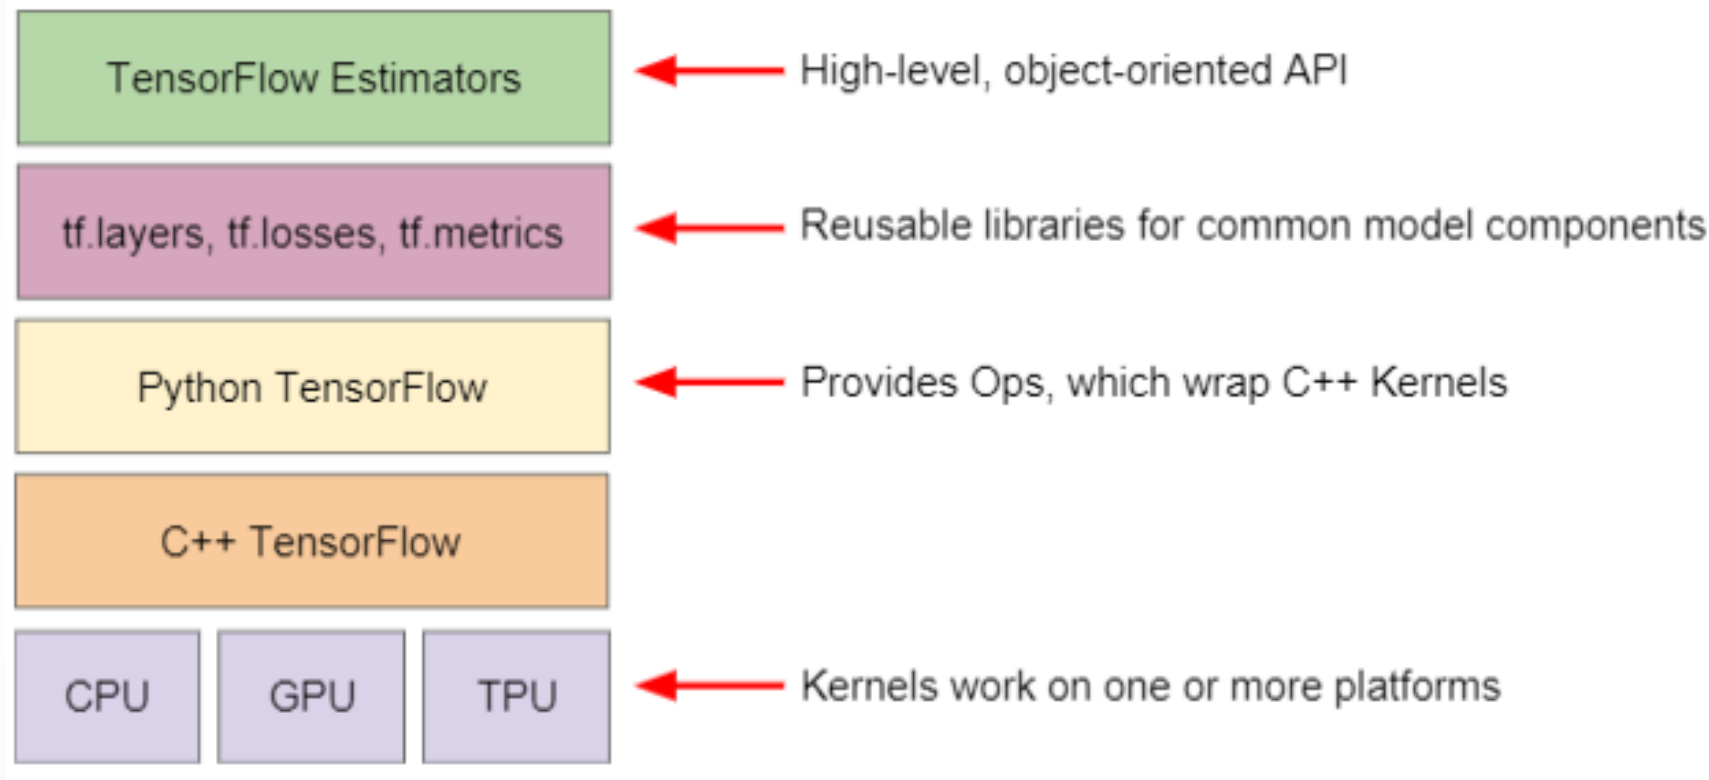 TensorFlow Estimators
High-level, object-oriented API
tf.layers, tf.losses, tf.metrics
Reusable libraries for common model components
Python TensorFlow
Provides Ops, which wrap C++ Kernels
C++ TensorFlow
CPU
GPU
TPU
Kernels work on one or more platforms